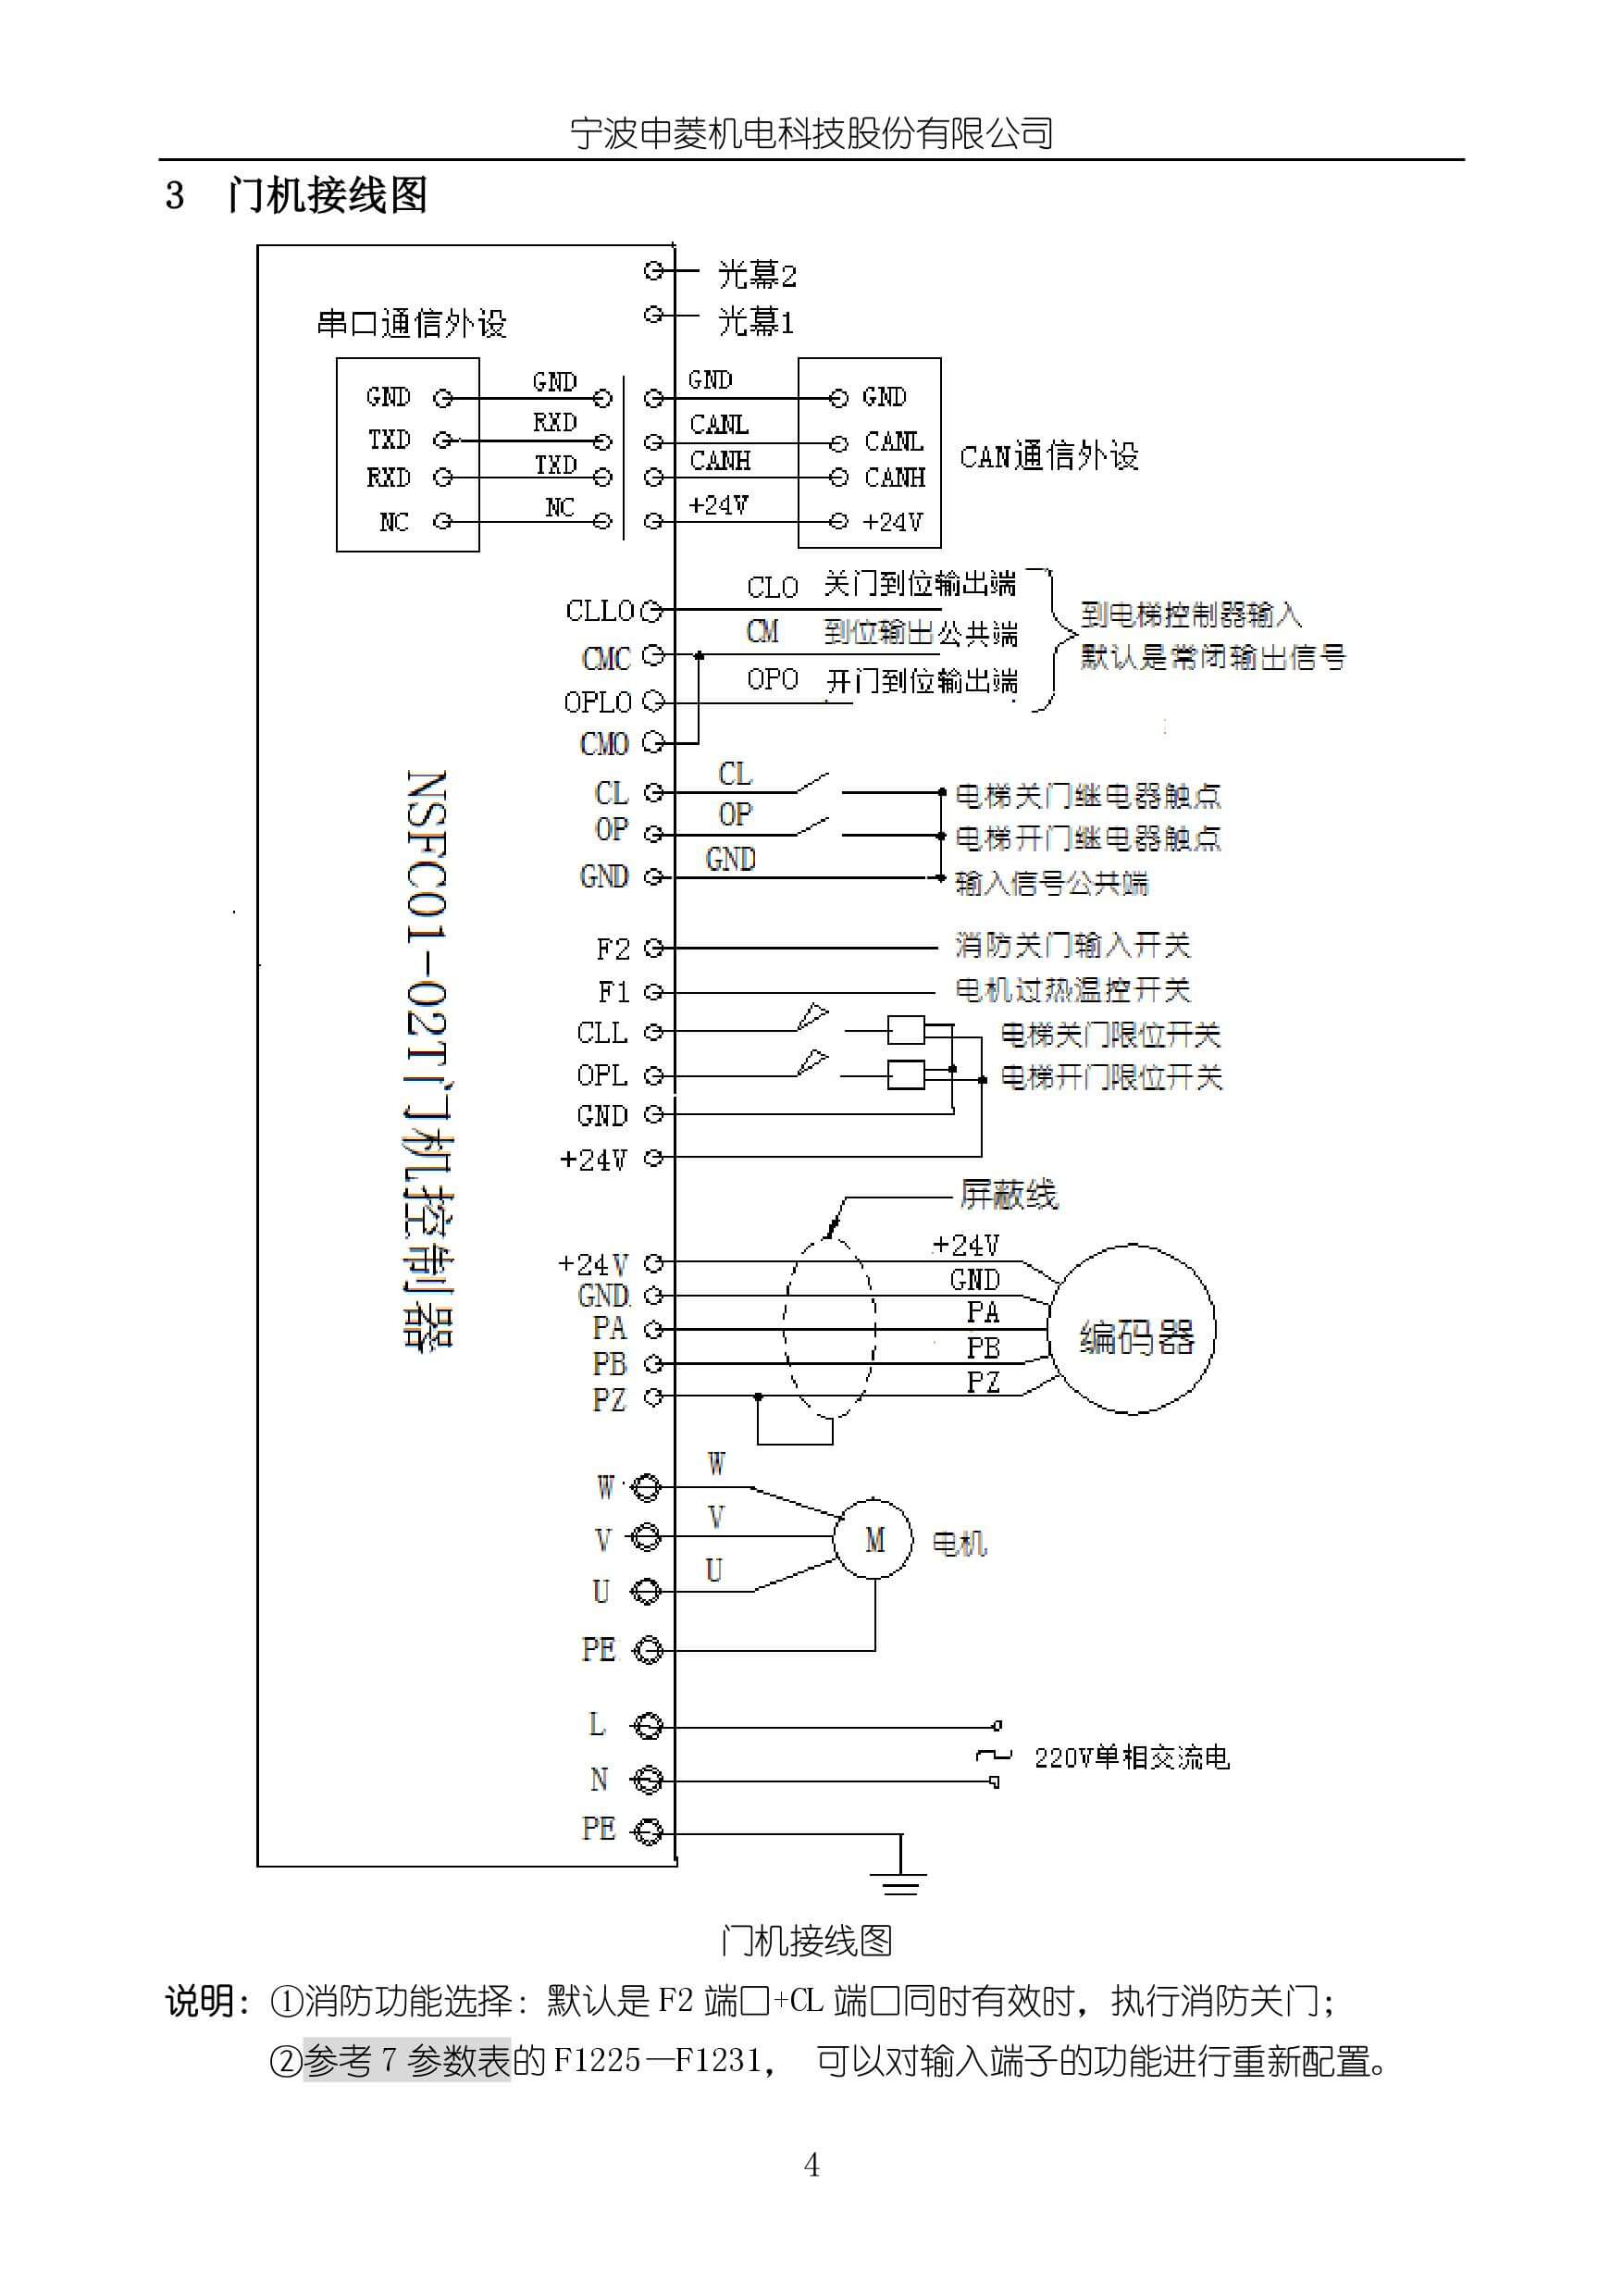 宁波申菱机电科技股份有限公司
3 门机接线图
光幕2
光幕1
串口通信外设
GND GND GND GND
TXD RXD CANL CANL
RXD TXD CANH CANH
NC NC +24V +24V
CAN通信外设
CLLO CLO 关门到位输出端
CMC CM 到位输出公共端
OPLO OPO 开门到位输出端
CMO
到电梯控制器输入
默认是常闭输出信号
CL CL 电梯关门继电器触点
OP OP 电梯开门继电器触点
GND GND 输入信号公共端
F2 消防关门输入开关
F1 电机过热温控开关
CLL 电梯关门限位开关
OPL 电梯开门限位开关
GND
+24V
NSFC01-02T门机控制器
屏蔽线
+24V +24V
GND GND
PA PA
PB PB
PZ PZ
编码器
W W
V V
U U
M 电机
PE
L
220V单相交流电
N
PE
门机接线图
说明：①消防功能选择：默认是 F2 端口+CL 端口同时有效时，执行消防关门；
②参考 7 参数表的 F1225—F1231， 可以对输入端子的功能进行重新配置。
4